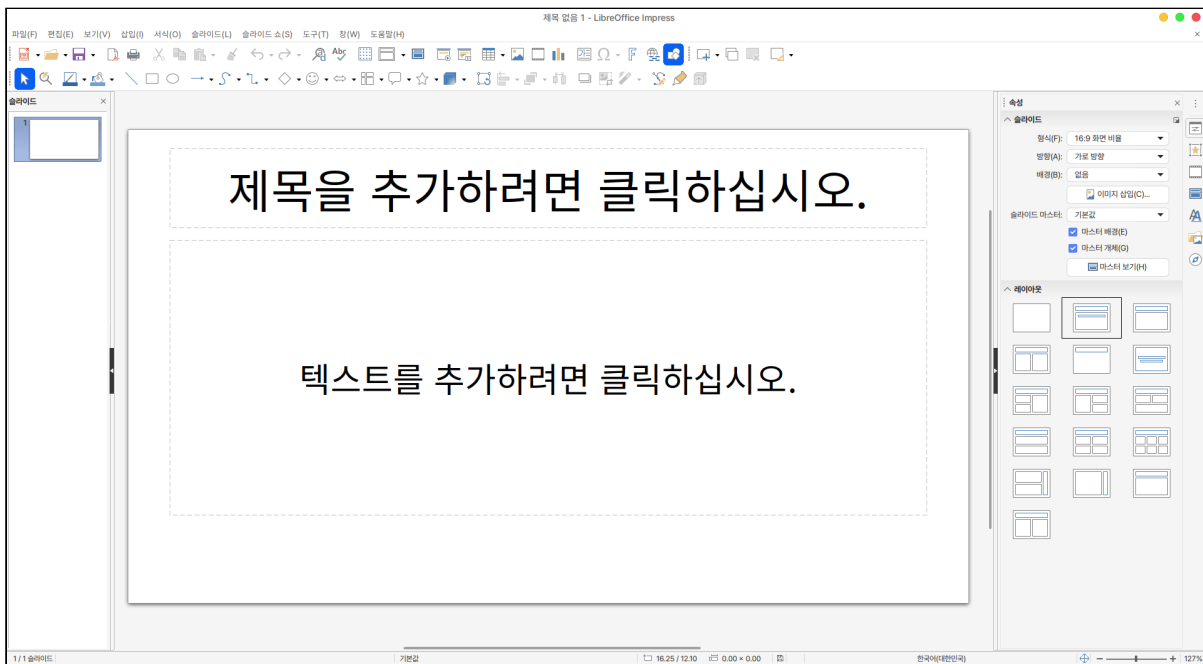 제목 없음 1 - LibreOffice Impress
파일(F) 편집(E) 보기(V) 삽입(I) 서식(O) 슬라이드(L) 슬라이드 쇼(S) 도구(T) 창(W) 도움말(H)
슬라이드
1
제목을 추가하려면 클릭하십시오.
텍스트를 추가하려면 클릭하십시오.
속성
슬라이드
형식(F): 16:9 화면 비율
방향(A): 가로 방향
배경(B): 없음
이미지 삽입(C)...
슬라이드 마스터: 기본값
마스터 배경(E)
마스터 개체(G)
마스터 보기(H)
레이아웃
1 / 1 슬라이드 기본값 16.25 / 12.10 0.00 × 0.00 한국어(대한민국) 127%